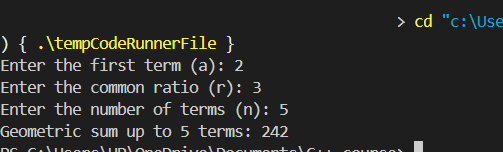 > cd "c:\Use
) { .\tempCodeRunnerFile }
Enter the first term (a): 2
Enter the common ratio (r): 3
Enter the number of terms (n): 5
Geometric sum up to 5 terms: 242
PS C:\Users\HP\OneDrive\Documents\C++ course>